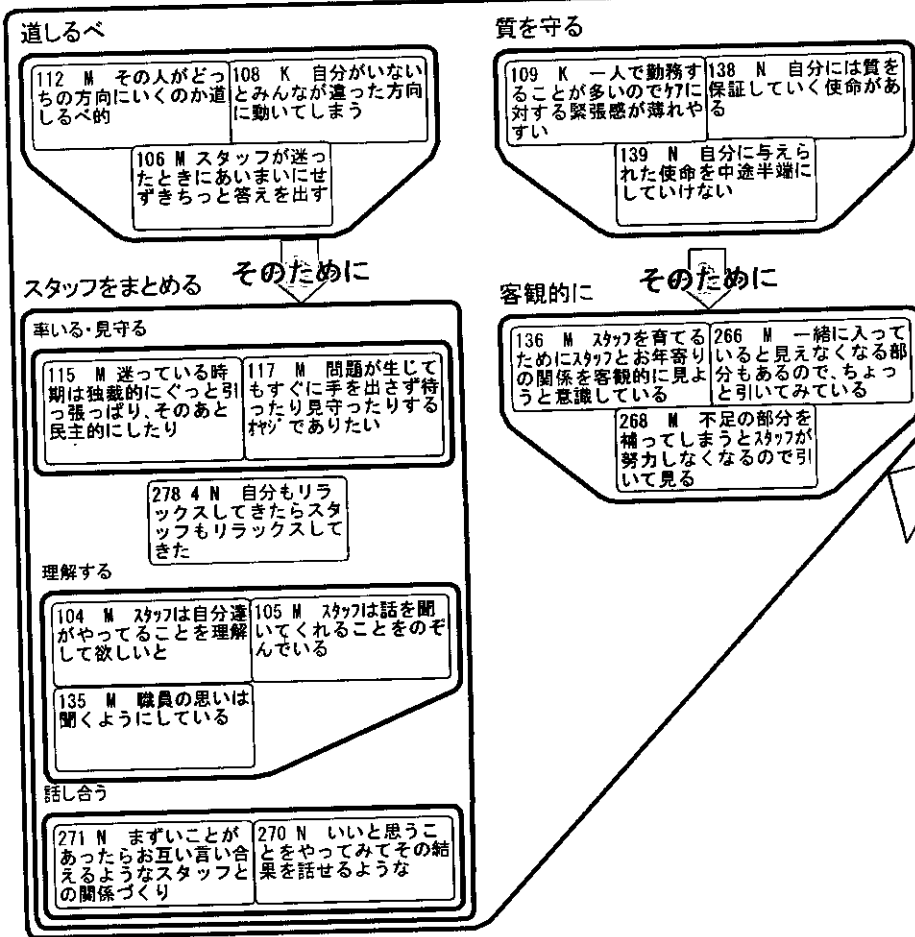 道しるべ
112 M その人がどっ
ちの方向にいくのか道
しるべ的
108 K 自分がいない
とみんなが違った方向
に動いてしまう
106 M スタッフが迷っ
たときにあいまいにせ
ずきちっと答えを出す
そのために
スタッフをまとめる
率いる・見守る
115 M 迷っている時
期は独裁的にぐっと引
っ張っぱり、そのあと
民主的にしたり
117 M 問題が生じて
もすぐに手を出さず待
ったり見守ったりする
ｵﾔｼﾞでありたい
278 4 N 自分もリラ
ックスしてきたらスタ
ッフもリラックスして
きた
理解する
104 M ｽﾀｯﾌは自分達
がやってることを理解
して欲しいと
105 M ｽﾀｯﾌは話を聞
いてくれることをのぞ
んでいる
135 M 職員の思いは
聞くようにしている
話し合う
271 N まずいことが
あったらお互い言い合
えるようなスタッフと
の関係づくり
270 N いいと思うこ
とをやってみてその結
果を話せるような
質を守る
109 K 一人で勤務す
ることが多いのでｹｱに
対する緊張感が薄れや
すい
138 N 自分には質を
保証していく使命があ
る
139 N 自分に与えら
れた使命を中途半端に
していけない
そのために
客観的に
136 M ｽﾀｯﾌを育てる
ためにｽﾀｯﾌとお年寄り
の関係を客観的に見よ
うと意識している
266 M 一緒に入って
いると見えなくなる部
分もあるので、ちょっ
と引いてみている
268 M 不足の部分を
補ってしまうとｽﾀｯﾌが
努力しなくなるので引
いて見る